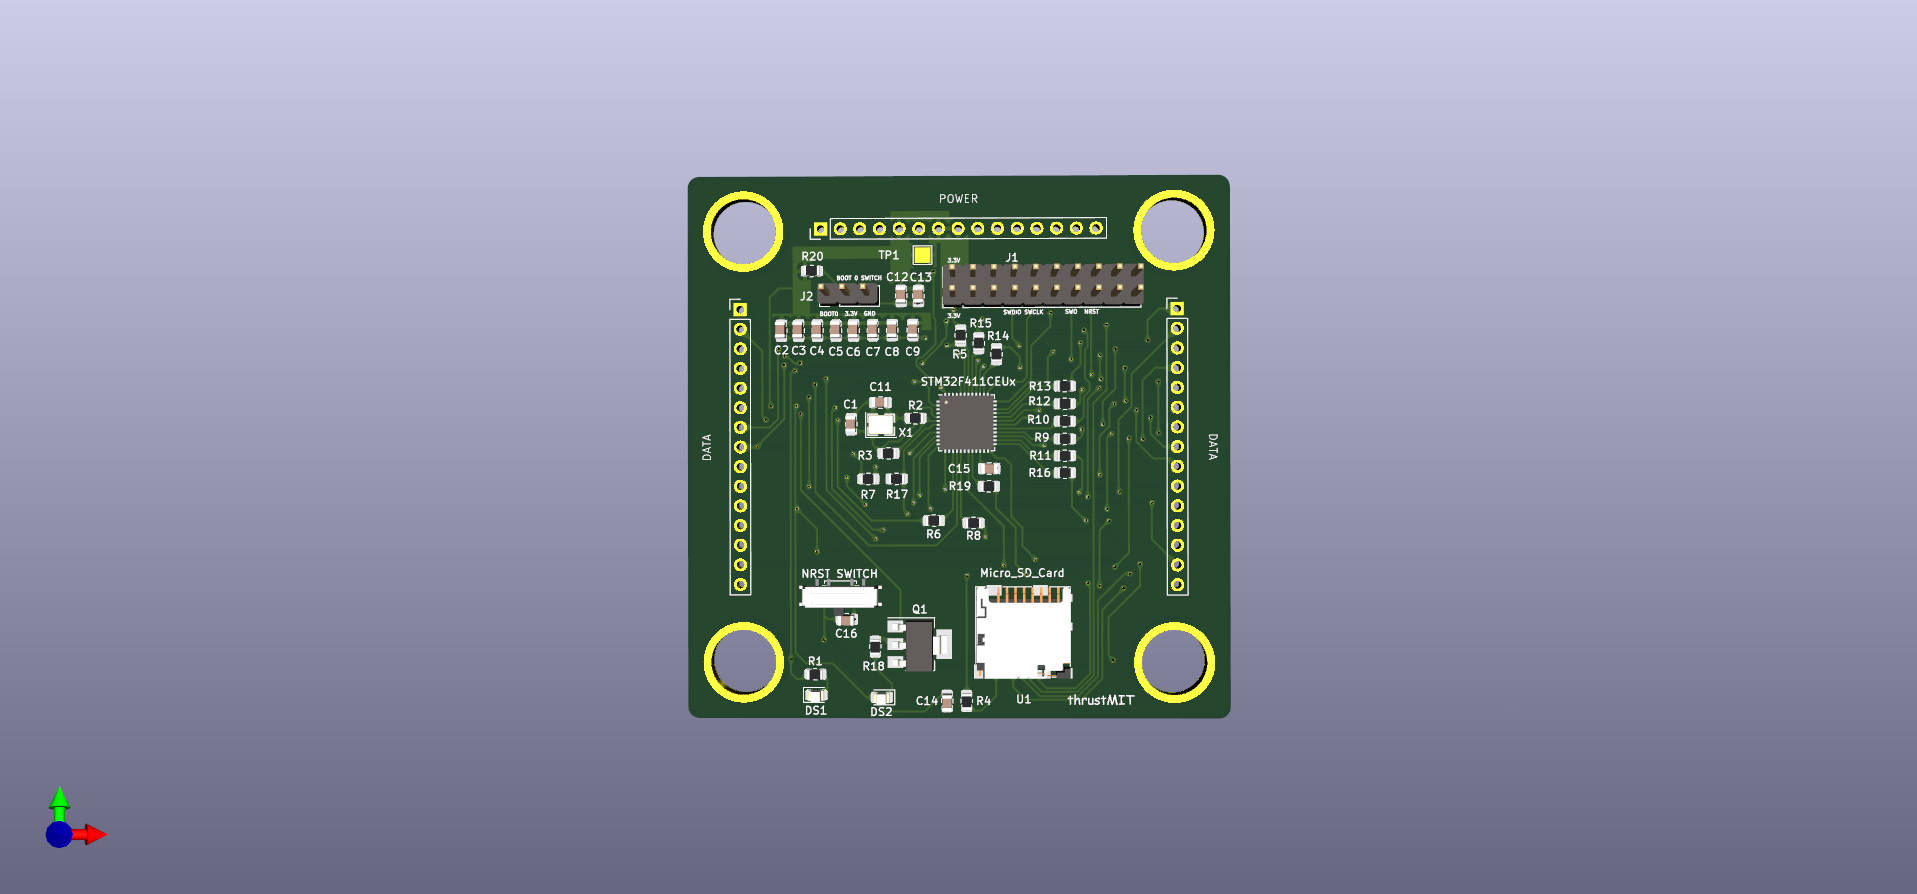 POWER
TP1
R20
3.3V
J1
BOOT 0 SWITCH
C12
C13
J2
BOOT0 3.3V GND
3.3V
SWDIO SWCLK
SWO
NRST
R15
R14
R5
C2 C3 C4 C5 C6 C7 C8 C9
STM32F411CEUx
C11
R13
C1
R2
R12
R10
X1
R9
DATA
DATA
R3
R11
C15
R16
R19
R7
R17
R6
R8
NRST SWITCH
Micro_SD_Card
Q1
C16
R1
R18
DS1
DS2
C14
R4
U1
thrustMIT